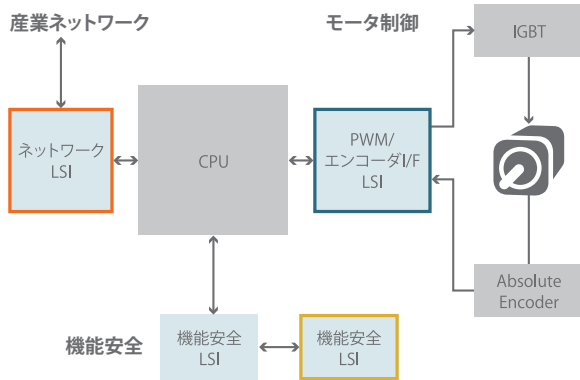 産業ネットワーク
モータ制御
IGBT
ネットワーク
LSI
CPU
PWM/
エンコーダI/F
LSI
Absolute
Encoder
機能安全
機能安全
LSI
機能安全
LSI